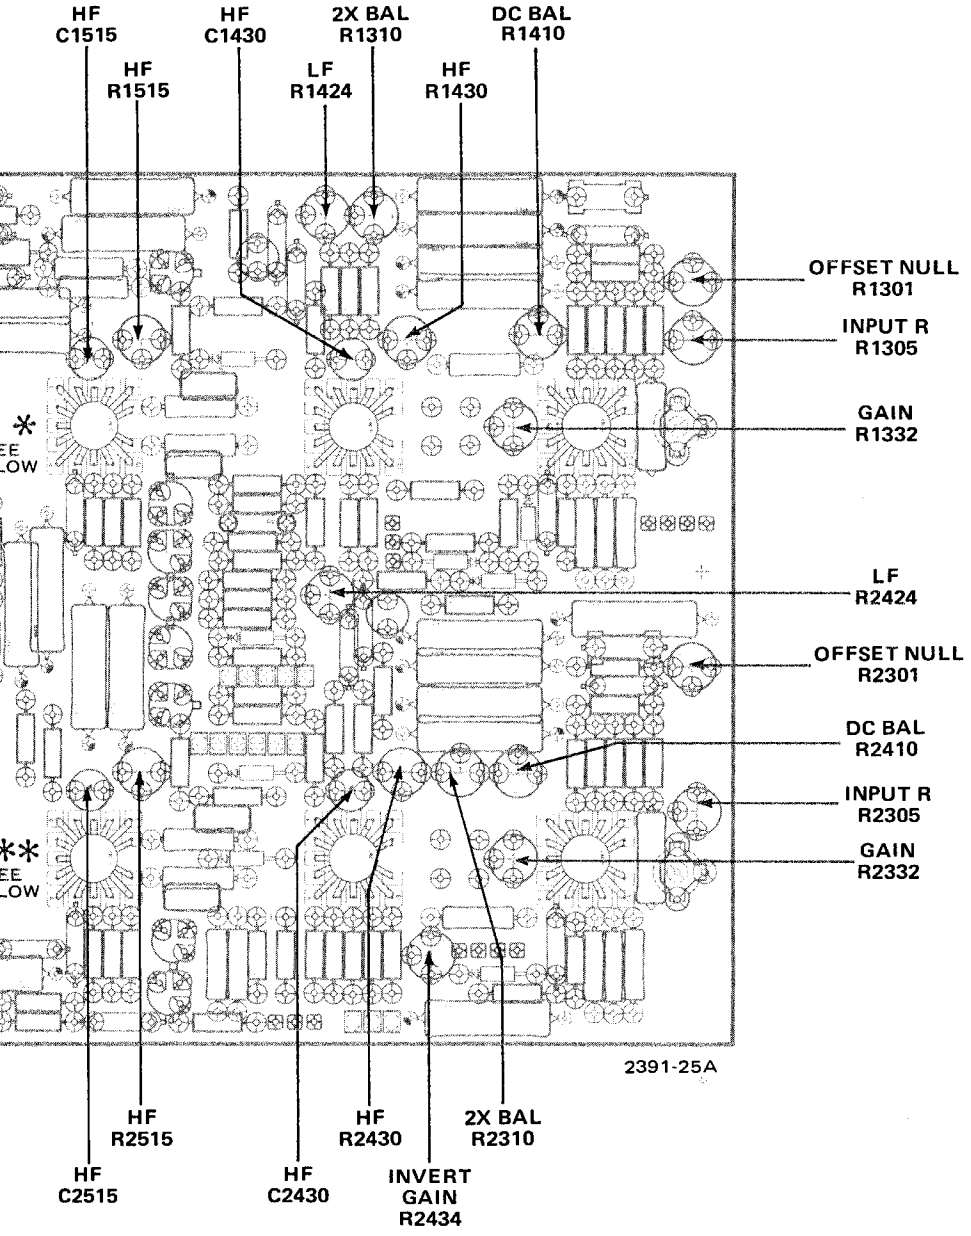 HF
C1515
HF
C1430
2X BAL
R1310
DC BAL
R1410
HF
R1515
LF
R1424
HF
R1430
OFFSET NULL
R1301
INPUT R
R1305
GAIN
R1332
*
EE
LOW
LF
R2424
OFFSET NULL
R2301
DC BAL
R2410
INPUT R
R2305
**
EE
LOW
GAIN
R2332
2391-25A
HF
R2515
HF
R2430
2X BAL
R2310
HF
C2515
HF
C2430
INVERT
GAIN
R2434